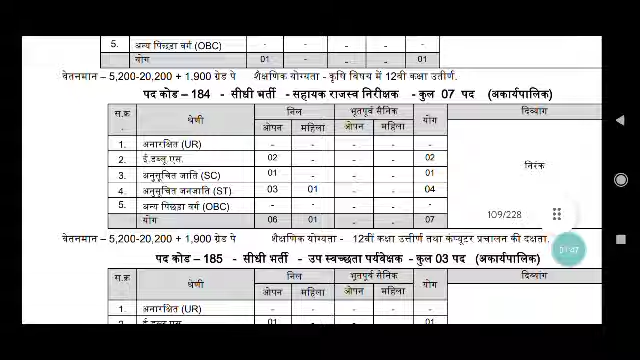 5. अन्य पिछड़ा वर्ग (OBC) - - - - -
योग 01 - - - 01
वेतनमान – 5,200-20,200 + 1,900 ग्रेड पे शैक्षणिक योग्यता - कृषि विषय में 12वी कक्षा उत्तीर्ण.
पद कोड – 184 - सीधी भर्ती - सहायक राजस्व निरीक्षक - कुल 07 पद (अकार्यपालिक)
स.क्र. श्रेणी निल भूतपूर्व सैनिक योग दिव्यांग
ओपन महिला ओपन महिला
1. अनारक्षित (UR) - - - - -
2. ई.डब्लू एस. 02 - - - 02
3. अनुसूचित जाति (SC) 01 - - - 01
निरंक
4. अनुसूचित जनजाति (ST) 03 01 - - 04
5. अन्य पिछड़ा वर्ग (OBC) - - - - -
योग 06 01 - - 07
109/228
वेतनमान – 5,200-20,200 + 1,900 ग्रेड पे शैक्षणिक योग्यता - 12वी कक्षा उत्तीर्ण तथा कंप्यूटर प्रचालन की दक्षता.
01:47
पद कोड – 185 - सीधी भर्ती - उप स्वच्छता पर्यवेक्षक - कुल 03 पद (अकार्यपालिक)
स.क्र. श्रेणी निल भूतपूर्व सैनिक योग दिव्यांग
ओपन महिला ओपन महिला
1. अनारक्षित (UR) - - - - -
2. ई.डब्लू एस. 01 - - - 01